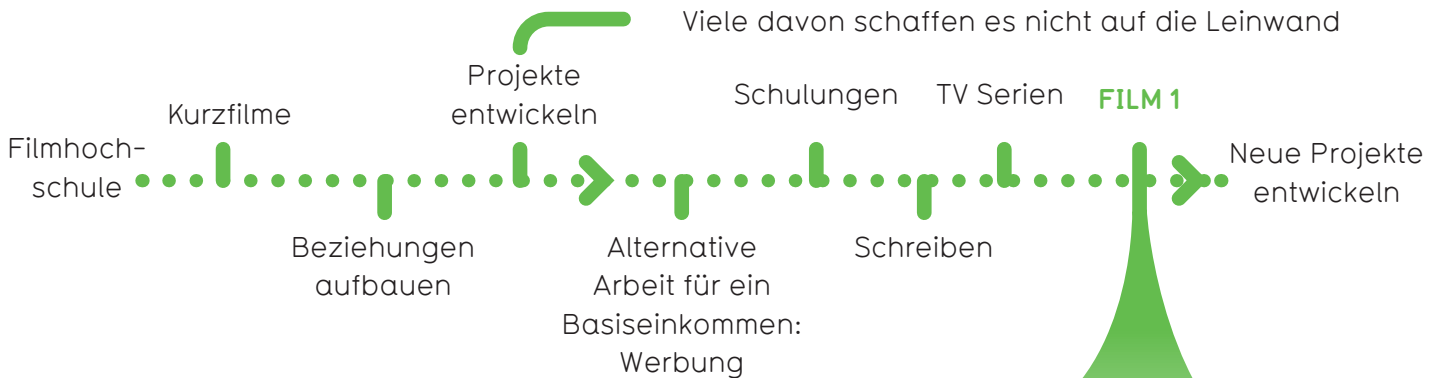 Viele davon schaffen es nicht auf die Leinwand
Filmhoch-
schule
Kurzfilme
Beziehungen
aufbauen
Projekte
entwickeln
Alternative
Arbeit für ein
Basiseinkommen:
Werbung
Schulungen
Schreiben
TV Serien
FILM 1
Neue Projekte
entwickeln